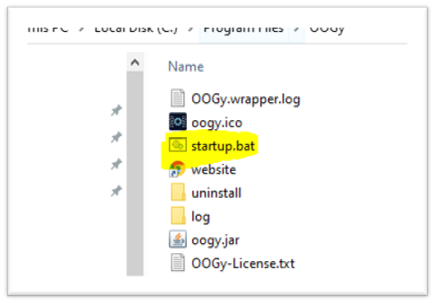 This PC > Local Disk (C:) > Program Files > OOGy
Name
OOGy.wrapper.log
oogy.ico
startup.bat
website
uninstall
log
oogy.jar
OOGy-License.txt